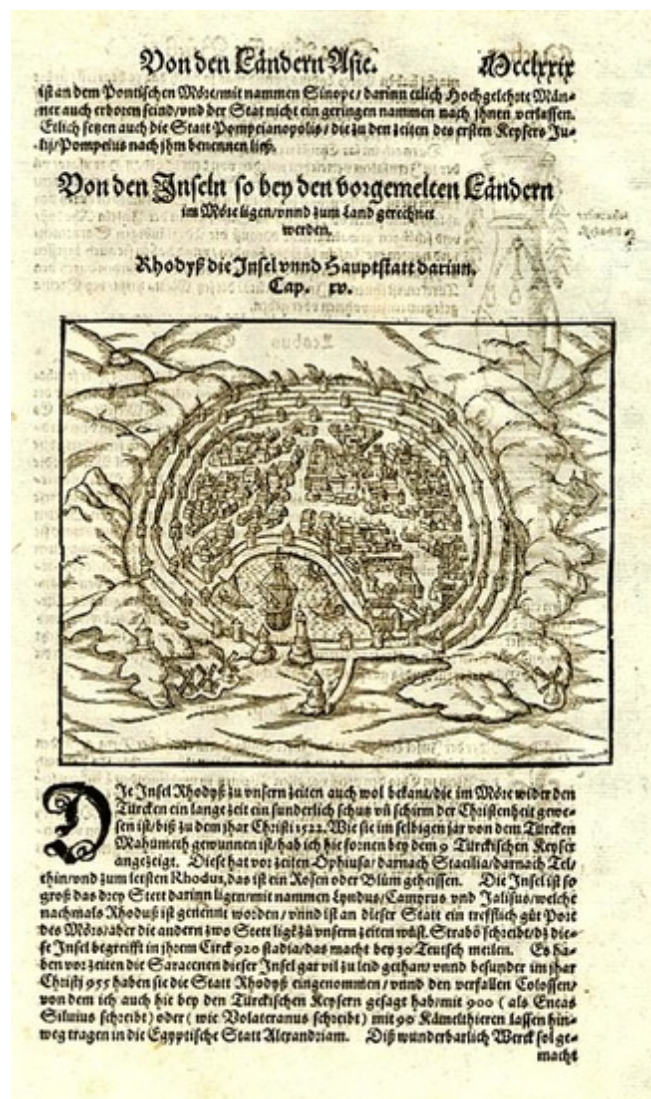 Von den Ländern Asie. Mcclxxix
ist an dem Pontischen Möre/mit nammen Sinope/ darinn etlich Hochgelehrte Män-
ner auch erboren seind/vnd der Stat nicht ein geringen nammen nach jhnen verlassen.
Etlich setzen auch die Statt Pompeianopolis/ die zu den zeiten des ersten Keysers Ju-
lij/Pompeius nach jhm benennen ließ.
Von den Inseln so bey den vorgemelten Ländern
im Möre ligen/vnnd zum Land gerechnet
werden.
Rhodyß die Insel vnnd Hauptstatt darinn.
Cap. xv.
DIe Insel Rhodyß zu vnsern zeiten auch wol bekant/die im Möre wider den
Türcken ein lange zeit ein sunderlich schutz vñ schirm der Christenheit gewe-
sen ist/biß zu dem jhar Christi 1522. Wie sie im selbigen jar von dem Türcken
Mahumeth gewunnen ist/hab ich hie fornen bey dem 9 Türckischen Keyser
angezeigt. Diese hat vor zeiten Ophiusa/ darnach Stacilia/darnach Tel-
chin/vnd zum letsten Rhodus,das ist ein Rosen oder Blům geheissen. Die Insel ist so
groß das drey Stett darinn ligen/mit nammen Lyndus/Camyrus vnd Jalisus/welche
nachmals Rhoduß ist genennt worden/ vnnd ist an dieser Statt ein trefflich gůt Port
des Mörs/aber die andern zwo Stett ligē zů vnsern zeiten wůst. Strabo schreibt/dz die-
se Insel begreifft in jhrem Circk 920 stadia/das macht bey 30 Teutsch meilen. Es ha-
ben vor zeiten die Saracenen dieser Insel gar vil zu leid gethan/ vnnd besunder im jhar
Christi 955 haben sie die Statt Rhodyß eingenommen/ vnnd den verfallen Colossen/
von dem ich auch hie bey den Türckischen Keysern gesagt hab/mit 900 ( als Eneas
Siluius schreibt) oder ( wie Volateranus schreibt) mit 90 Kämelthieren lassen hin-
weg tragen in die Egyptische Statt Alexandriam. Diß wunderbarlich Werck sol ge-
macht